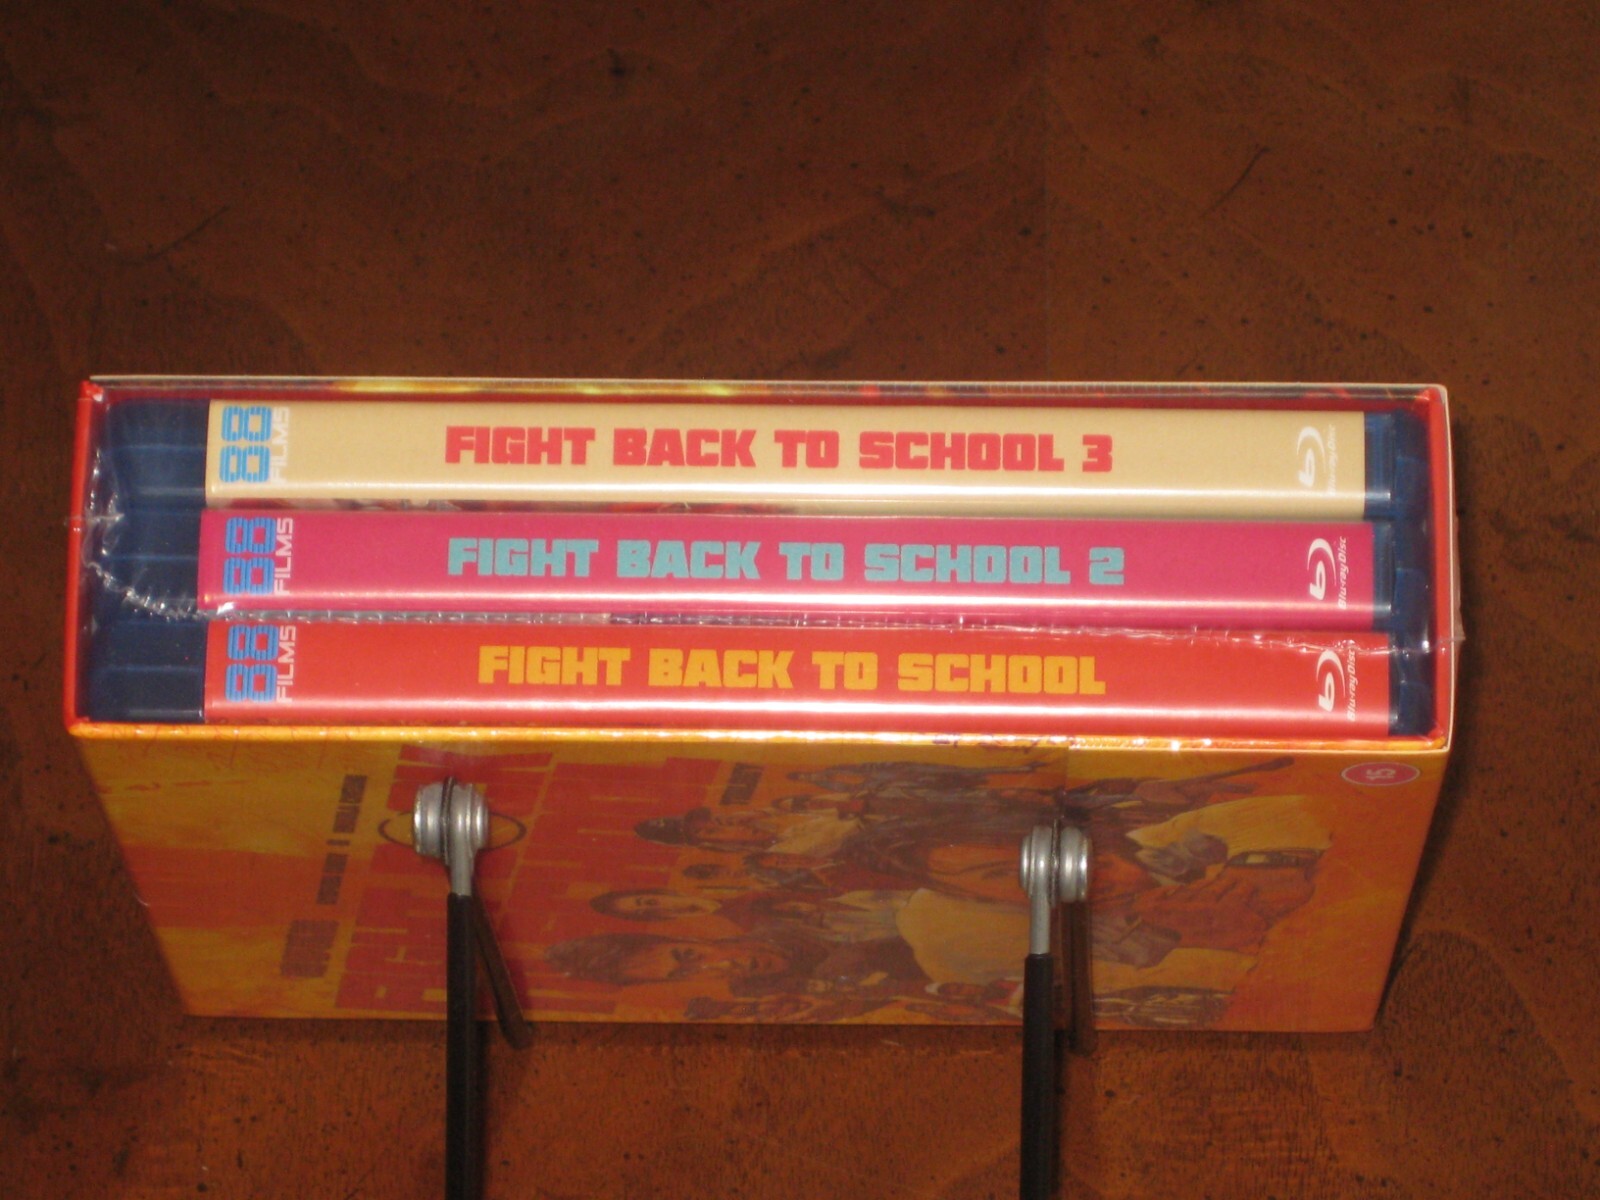 88 FILMS
FIGHT BACK TO SCHOOL 3
Blu-ray Disc
88 FILMS
FIGHT BACK TO SCHOOL 2
Blu-ray Disc
88 FILMS
FIGHT BACK TO SCHOOL
Blu-ray Disc
15
TRILOGY